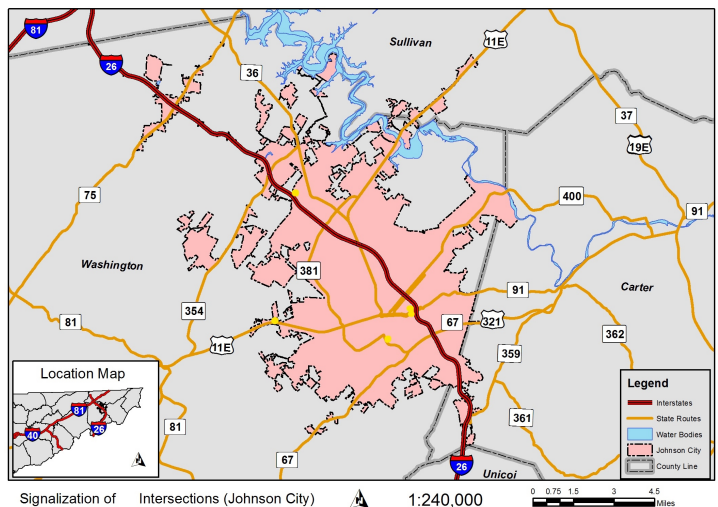 81
26
36
Sullivan
11E
37
19E
75
400
91
Washington
381
Carter
354
91
81
67
321
11E
359
362
361
81
67
26
Unicoi
Location Map
81
40
26
Legend
Interstates
State Routes
Water Bodies
Johnson City
County Line
Signalization of Intersections (Johnson City)
1:240,000
0 0.75 1.5 3 4.5
Miles